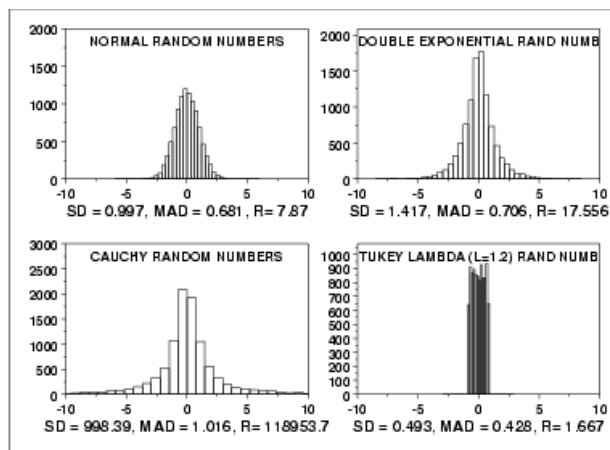 NORMAL RANDOM NUMBERS
2000
1500
1000
500
0
-10 -5 0 5 10
SD = 0.997, MAD = 0.681, R= 7.87
DOUBLE EXPONENTIAL RAND NUMB
2000
1500
1000
500
0
-10 -5 0 5 10
SD = 1.417, MAD = 0.706, R= 17.556
CAUCHY RANDOM NUMBERS
3000
2500
2000
1500
1000
500
0
-10 -5 0 5 10
SD = 998.39, MAD = 1.016, R= 118953.7
TUKEY LAMBDA (L=1.2) RAND NUMB
1000
900
800
700
600
500
400
300
200
100
0
-10 -5 0 5 10
SD = 0.493, MAD = 0.428, R= 1.667